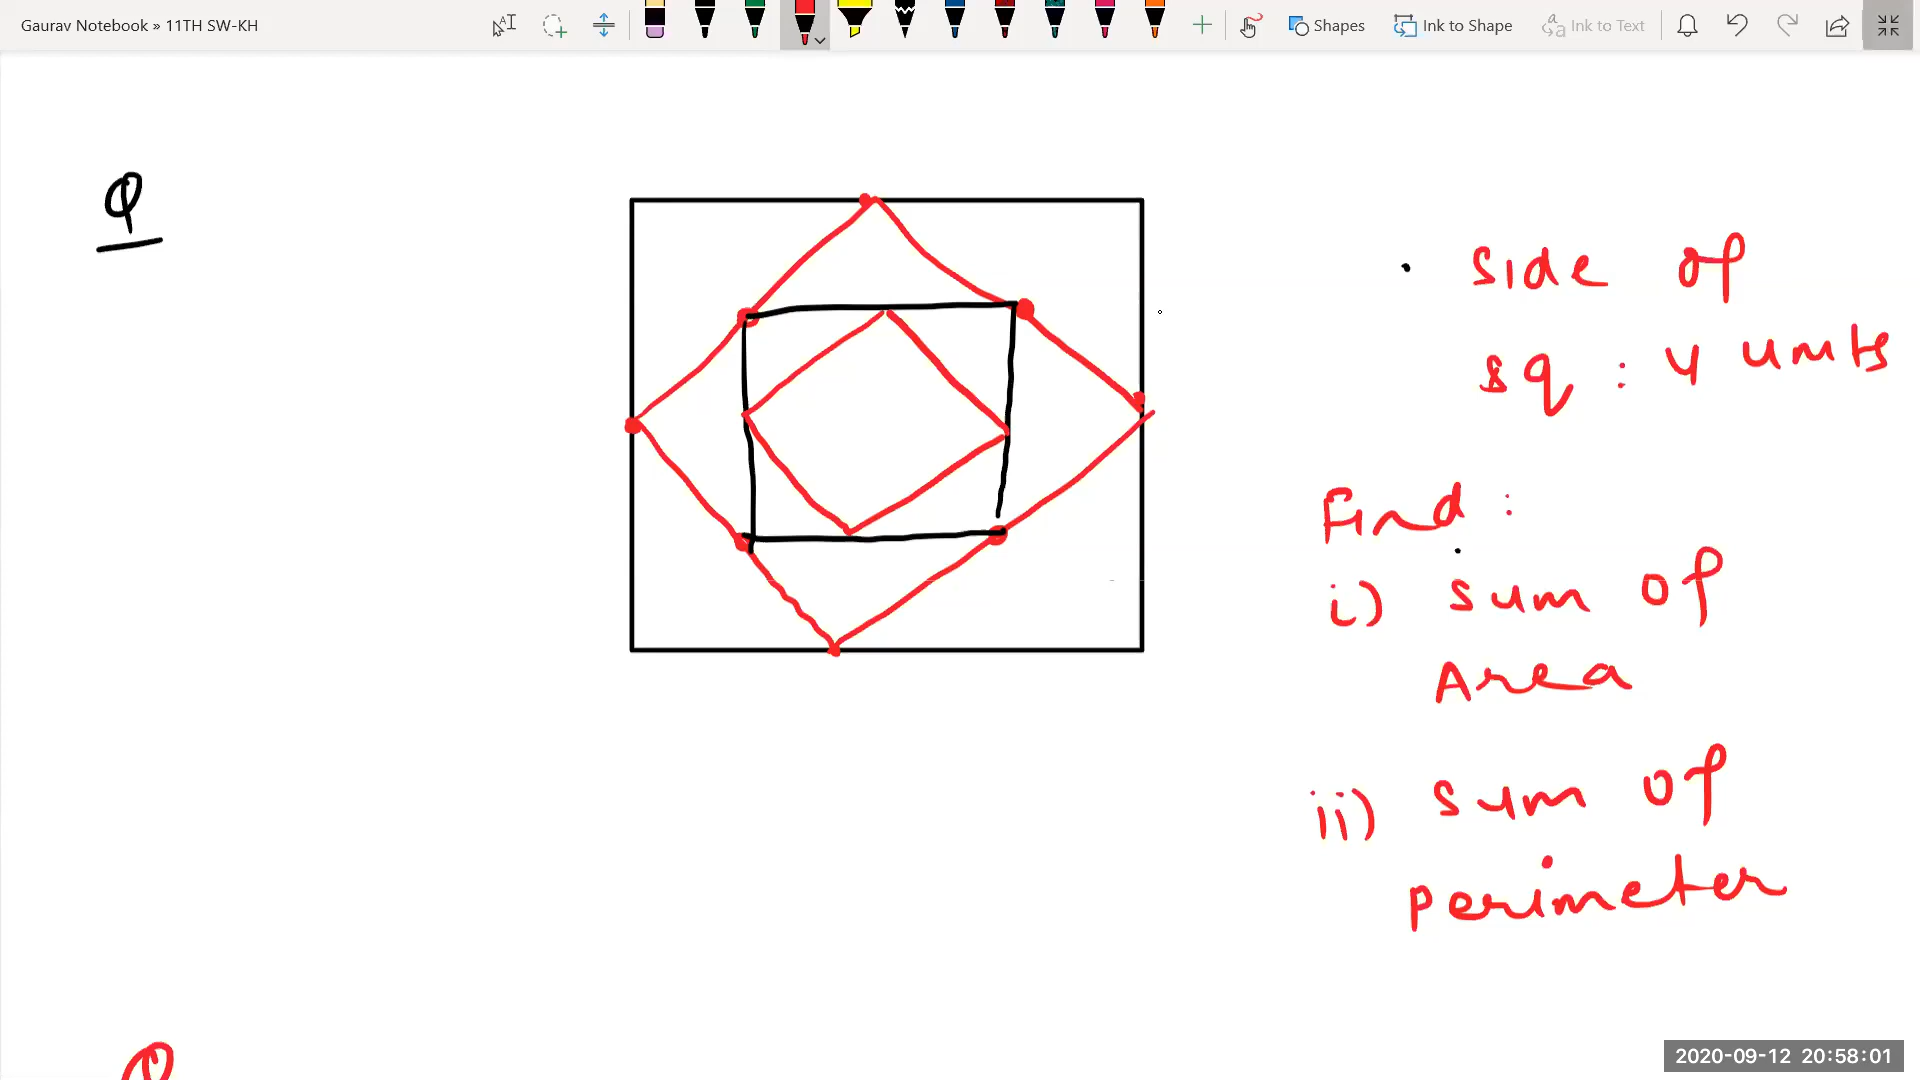 Gaurav Notebook » 11TH SW-KH
Shapes
Ink to Shape
Ink to Text
Q
side of
sq : 4 units
Find :
i) sum of
Area
ii) sum of
perimeter
Q
2020-09-12 20:58:01